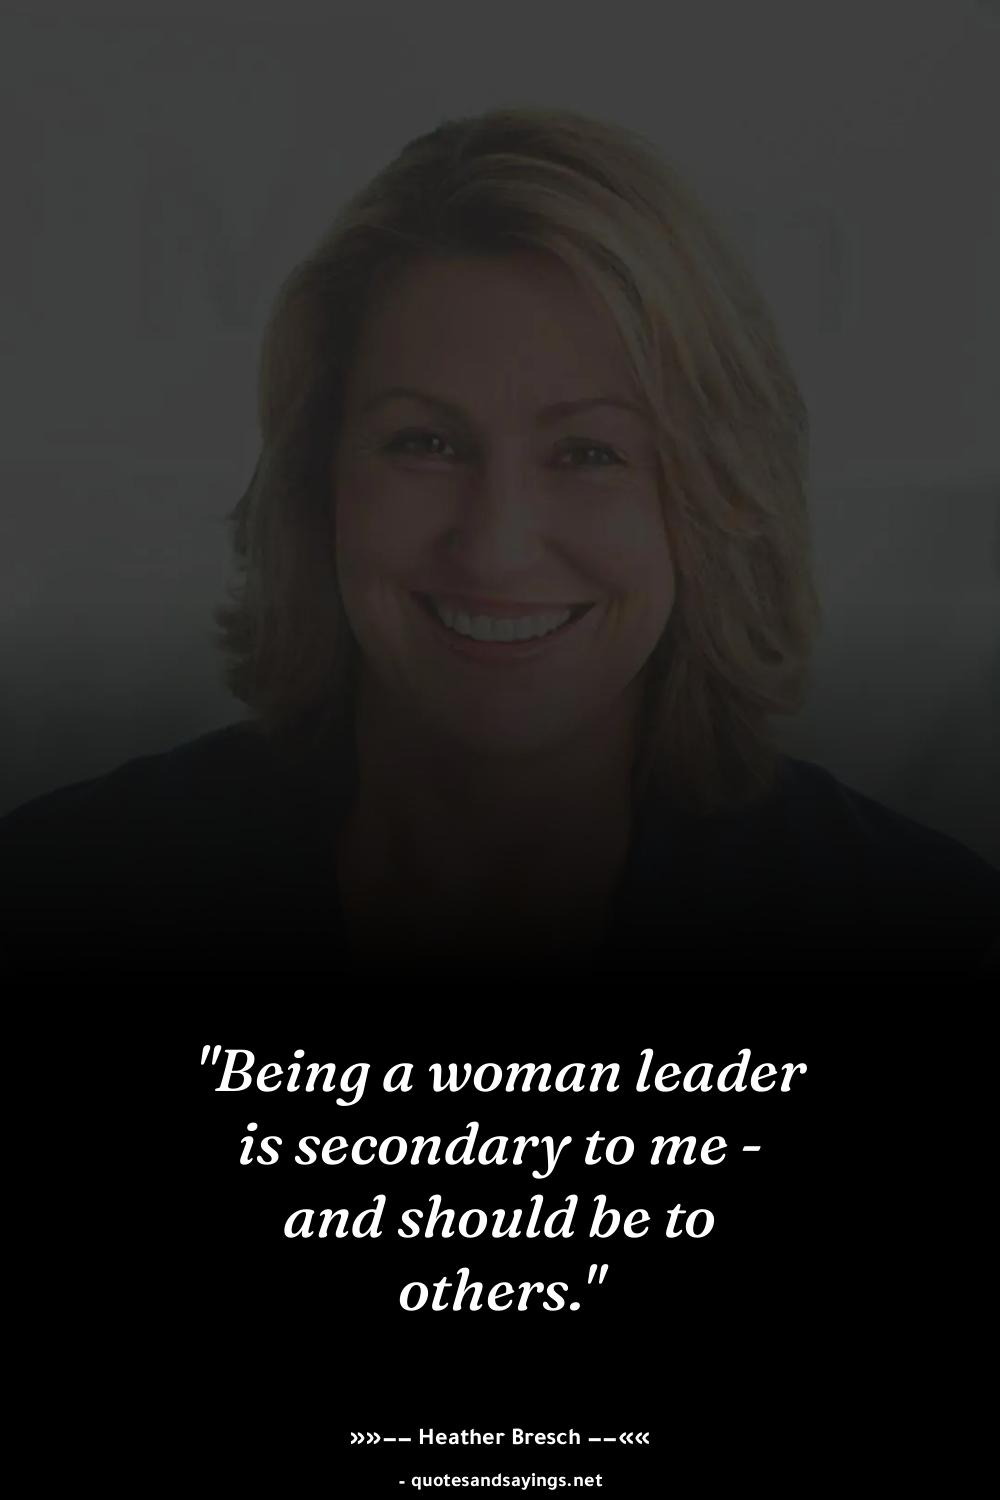 "Being a woman leader
is secondary to me -
and should be to
others."
»»−− Heather Bresch −−««
- quotesandsayings.net